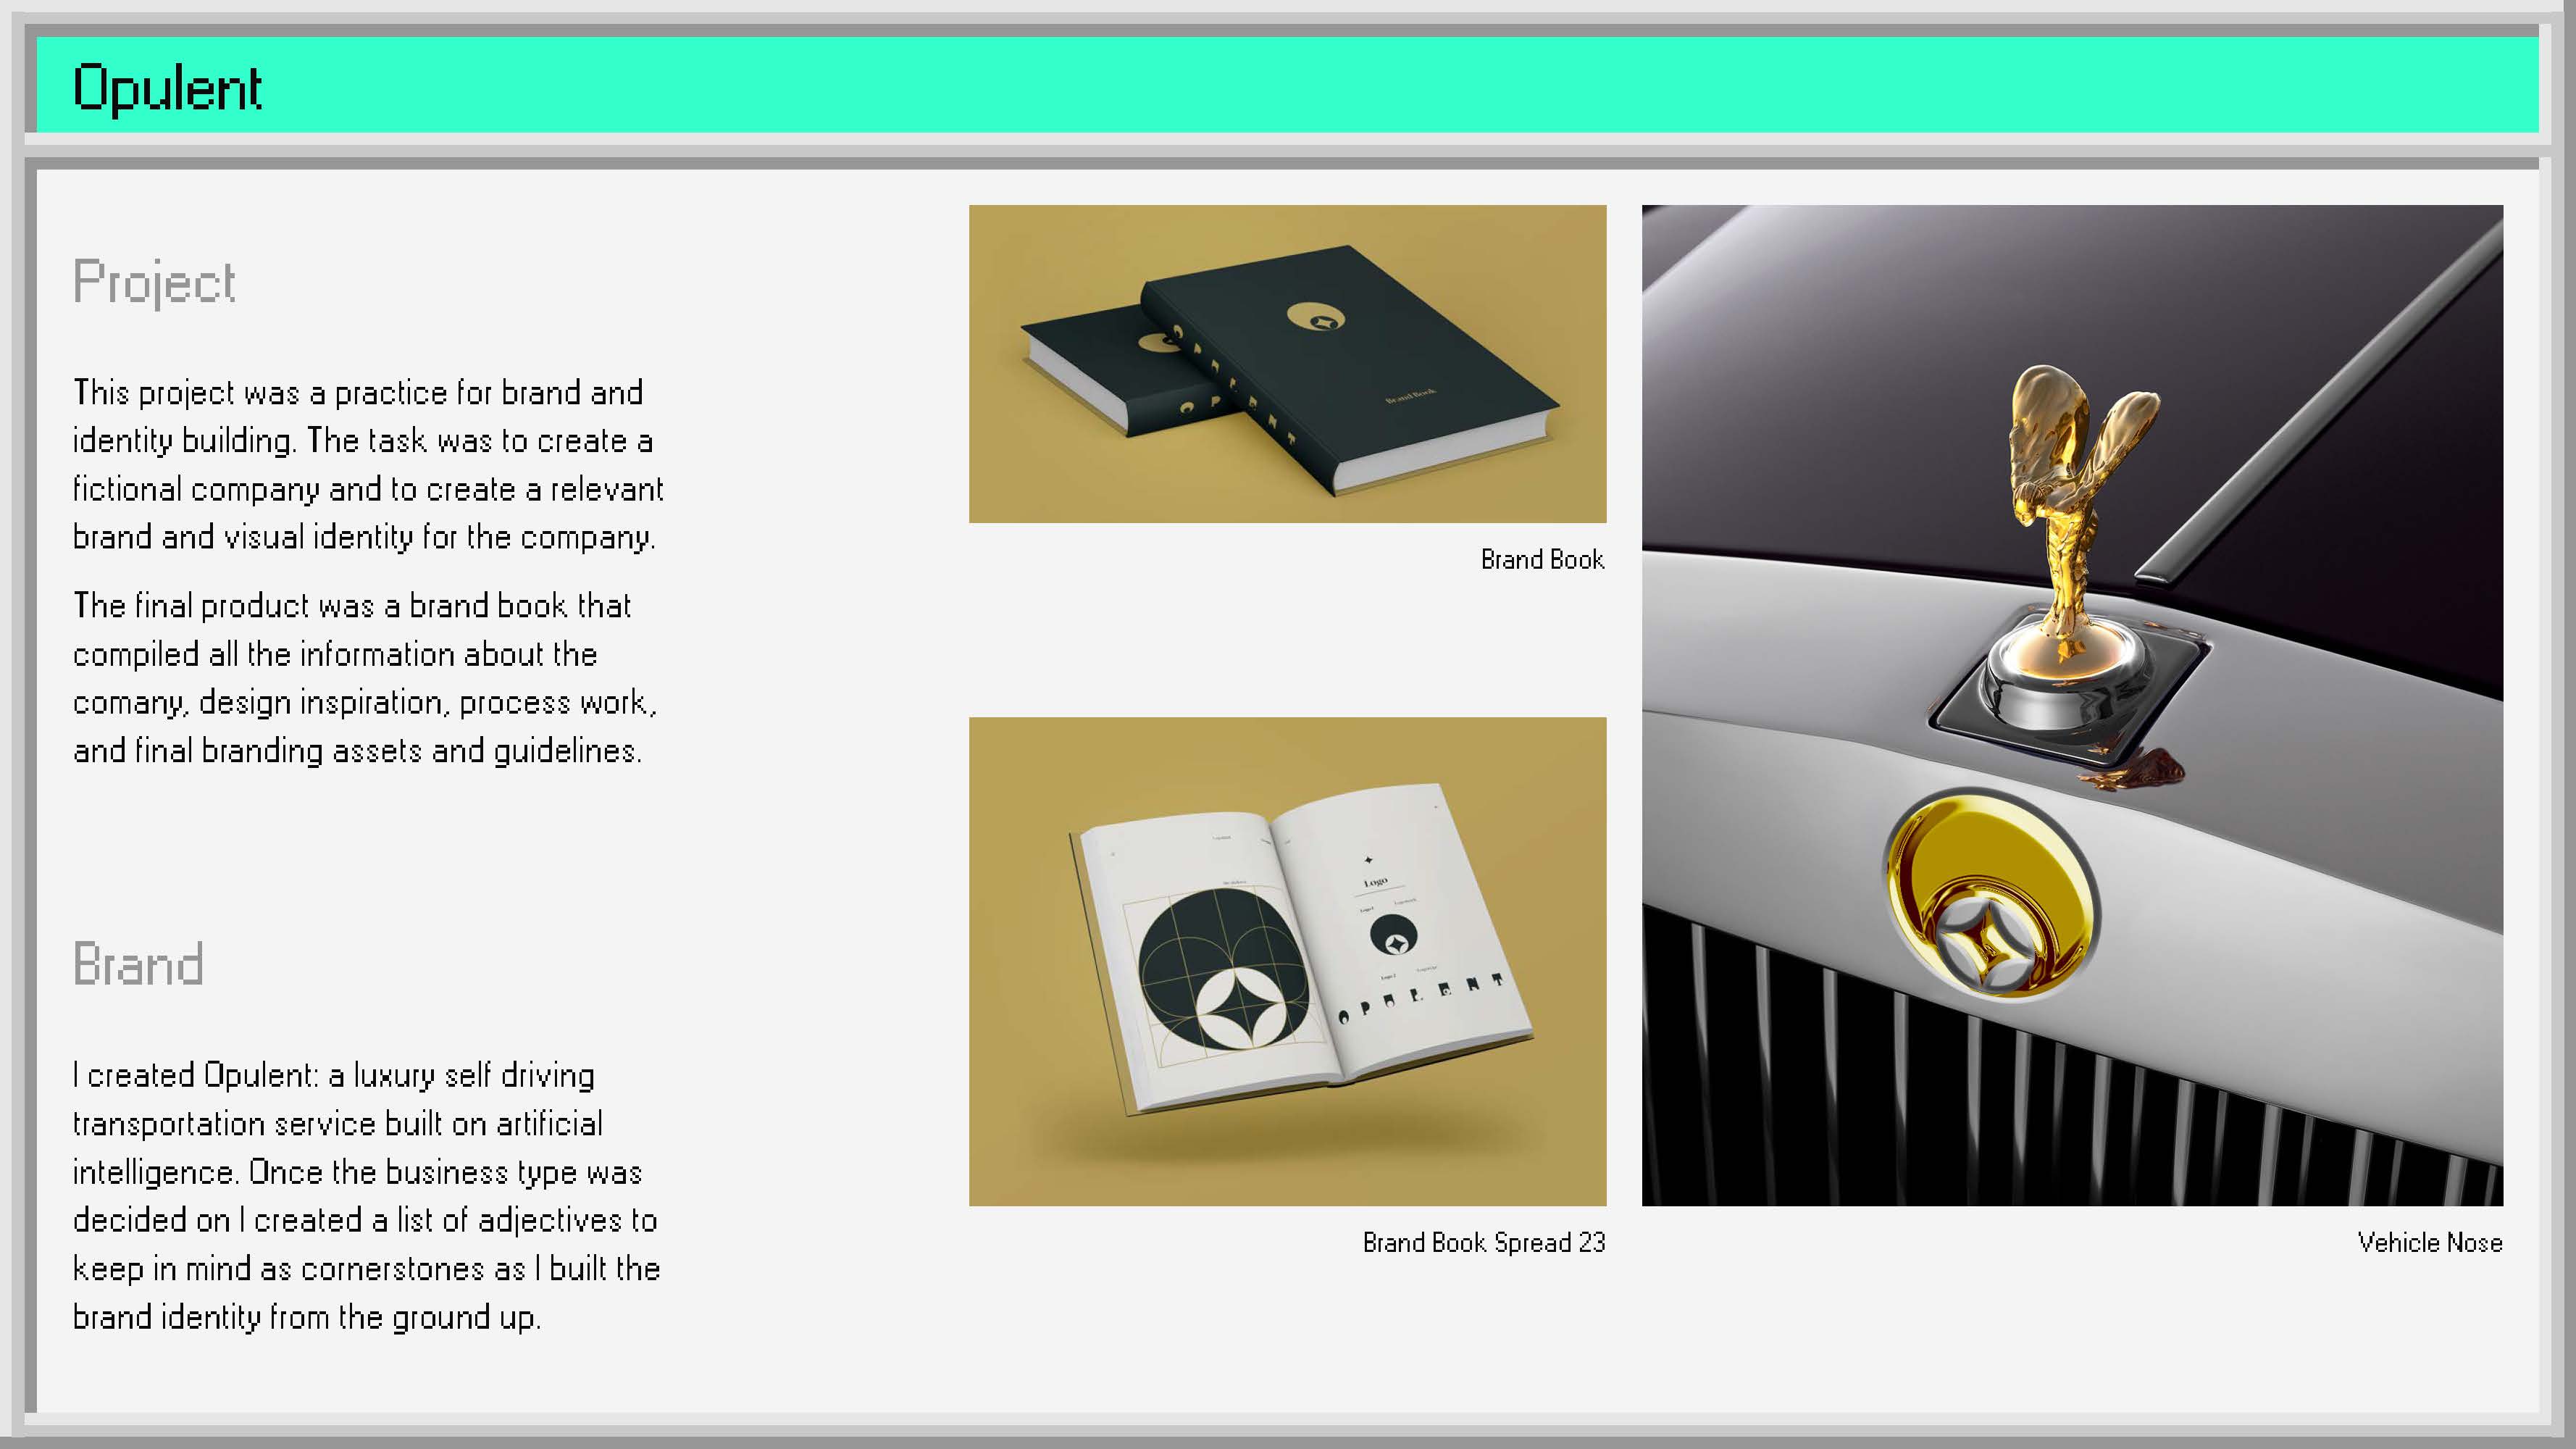 Opulent
Project
This project was a practice for brand and
identity building. The task was to create a
fictional company and to create a relevant
brand and visual identity for the company.
The final product was a brand book that
compiled all the information about the
comany, design inspiration, process work,
and final branding assets and guidelines.
Brand
I created Opulent: a luxury self driving
transportation service built on artificial
intelligence. Once the business type was
decided on I created a list of adjectives to
keep in mind as cornerstones as I built the
brand identity from the ground up.
Brand Book
OPULENT
OP
Brand Book
Logo
OPULENT
Brand Book Spread 23
Vehicle Nose